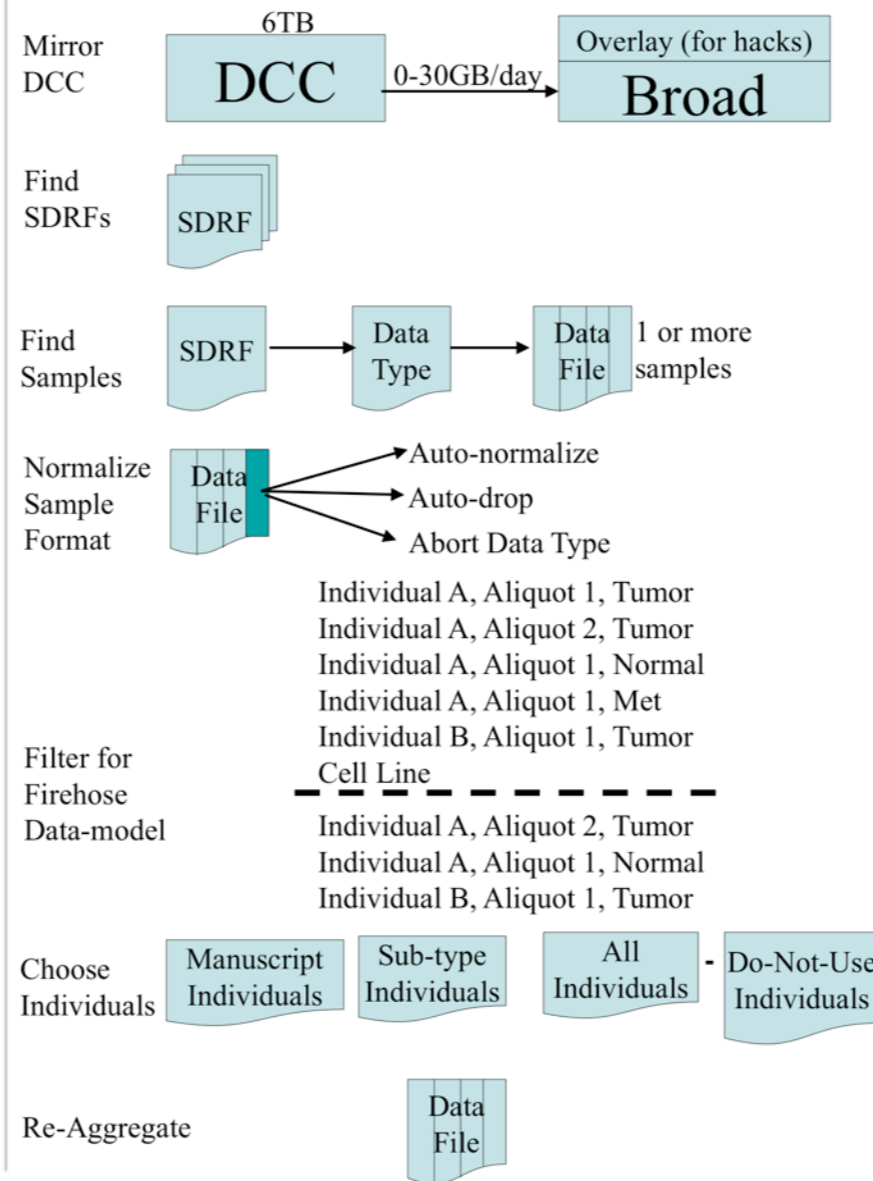 6TB
Mirror
DCC
DCC
0-30GB/day
Overlay (for hacks)
Broad
Find
SDRFs
SDRF
Find
Samples
SDRF
Data
Type
Data
File
1 or more
samples
Normalize
Sample
Format
Data
File
Auto-normalize
Auto-drop
Abort Data Type
Filter for
Firehose
Data-model
Individual A, Aliquot 1, Tumor
Individual A, Aliquot 2, Tumor
Individual A, Aliquot 1, Normal
Individual A, Aliquot 1, Met
Individual B, Aliquot 1, Tumor
Cell Line
Individual A, Aliquot 2, Tumor
Individual A, Aliquot 1, Normal
Individual B, Aliquot 1, Tumor
Choose
Individuals
Manuscript
Individuals
Sub-type
Individuals
All
Individuals
-
Do-Not-Use
Individuals
Re-Aggregate
Data
File